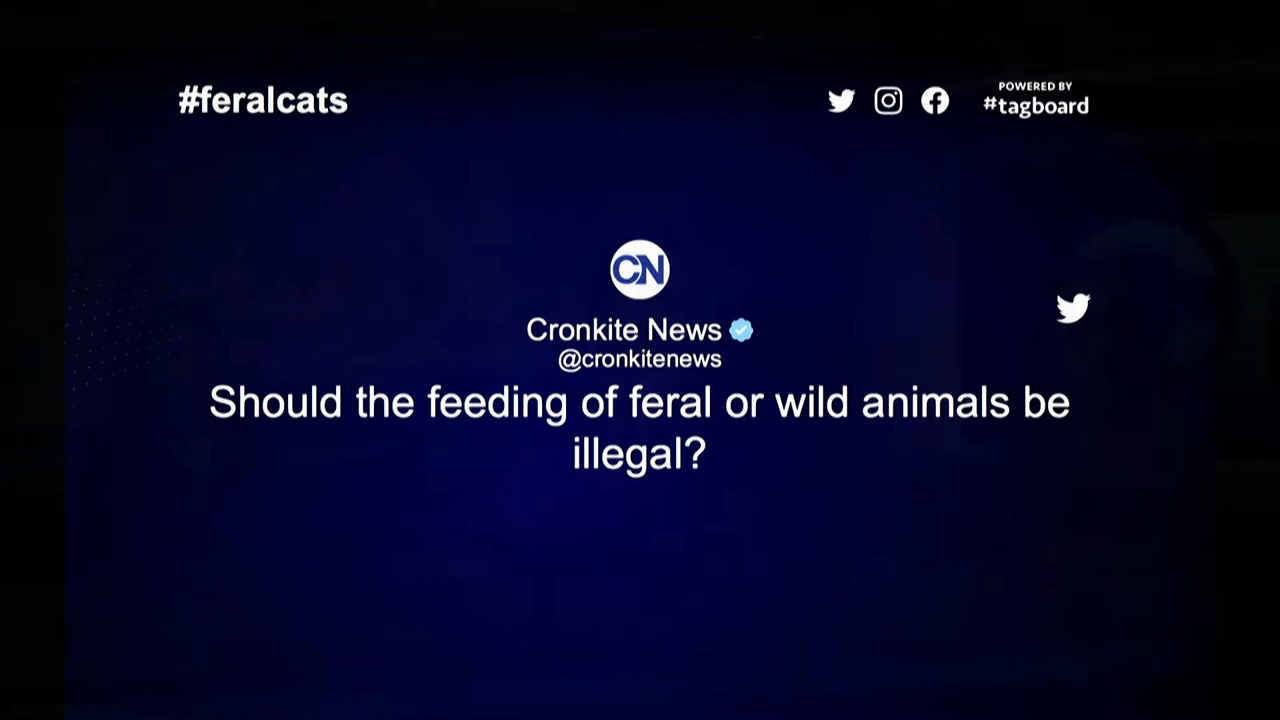 #feralcats
POWERED BY
#tagboard
CN
Cronkite News
@cronkitenews
Should the feeding of feral or wild animals be
illegal?